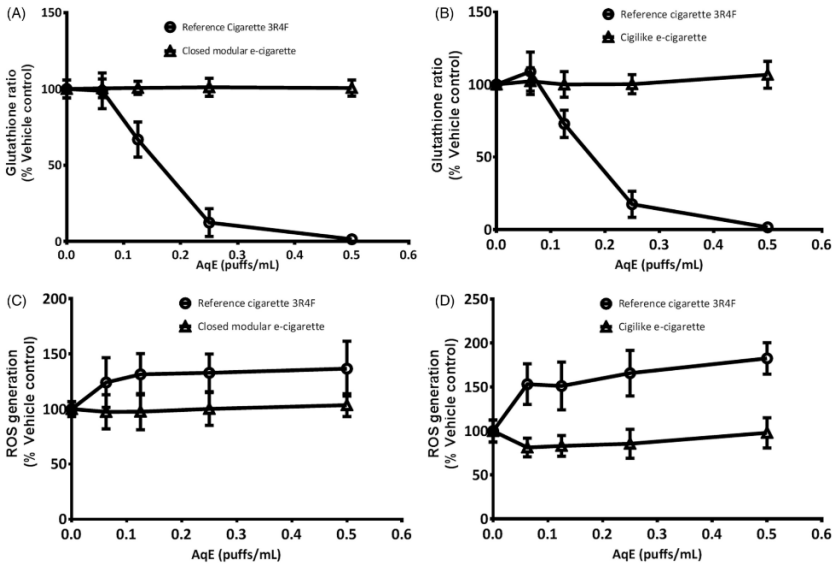 (A)
150
100
50
0
Glutathione ratio
(% Vehicle control)
Reference Cigarette 3R4F
Closed modular e-cigarette
0.0 0.1 0.2 0.3 0.4 0.5 0.6
AqE (puffs/mL)
(B)
150
100
50
0
Glutathione ratio
(% Vehicle control)
Reference cigarette 3R4F
Cigilike e-cigarette
0.0 0.1 0.2 0.3 0.4 0.5 0.6
AqE (puffs/mL)
(C)
200
150
100
50
0
ROS generation
(% Vehicle control)
Reference cigarette 3R4F
Closed modular e-cigarette
0.0 0.1 0.2 0.3 0.4 0.5 0.6
AqE (puffs/mL)
(D)
250
200
150
100
50
0
ROS generation
(% Vehicle control)
Reference cigarette 3R4F
Cigilike e-cigarette
0.0 0.1 0.2 0.3 0.4 0.5 0.6
AqE (puffs/mL)